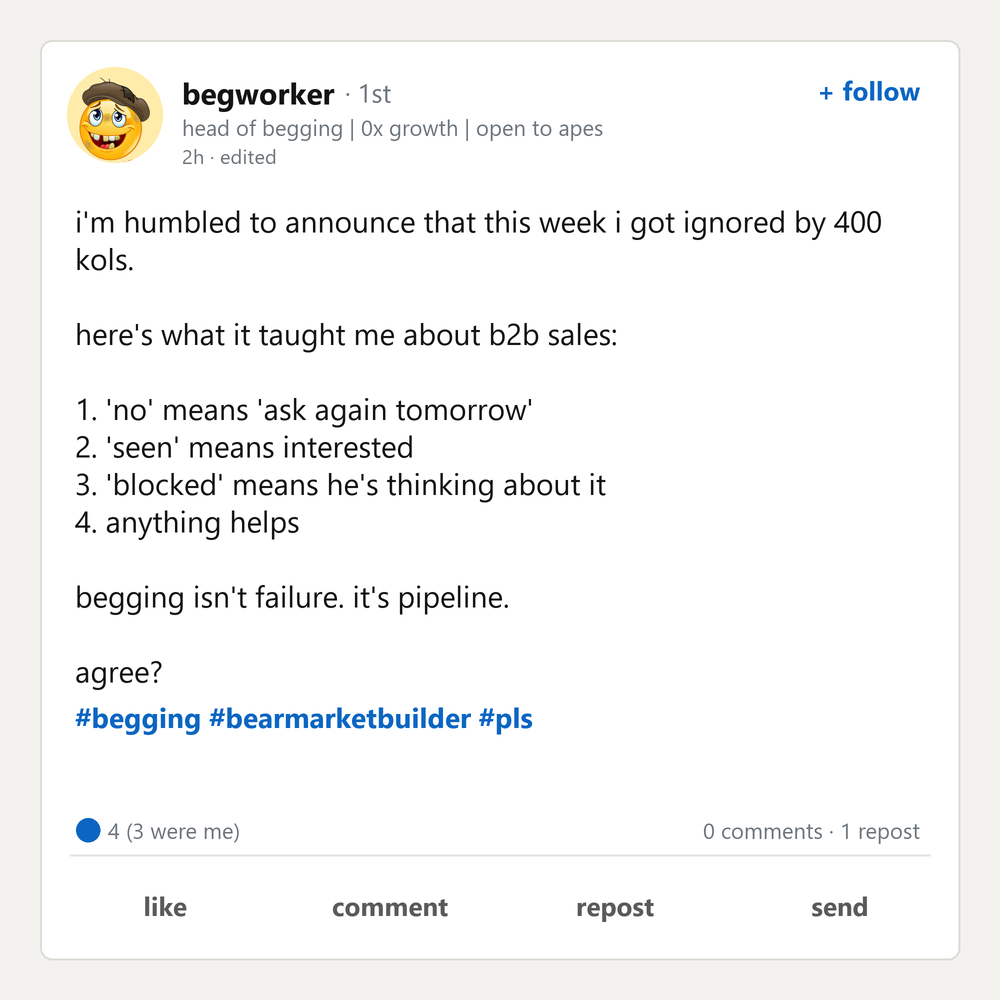 begworker · 1st
+ follow
head of begging | 0x growth | open to apes
2h · edited
i'm humbled to announce that this week i got ignored by 400
kols.
here's what it taught me about b2b sales:
1. 'no' means 'ask again tomorrow'
2. 'seen' means interested
3. 'blocked' means he's thinking about it
4. anything helps
begging isn't failure. it's pipeline.
agree?
#begging #bearmarketbuilder #pls
4 (3 were me)
0 comments · 1 repost
like
comment
repost
send